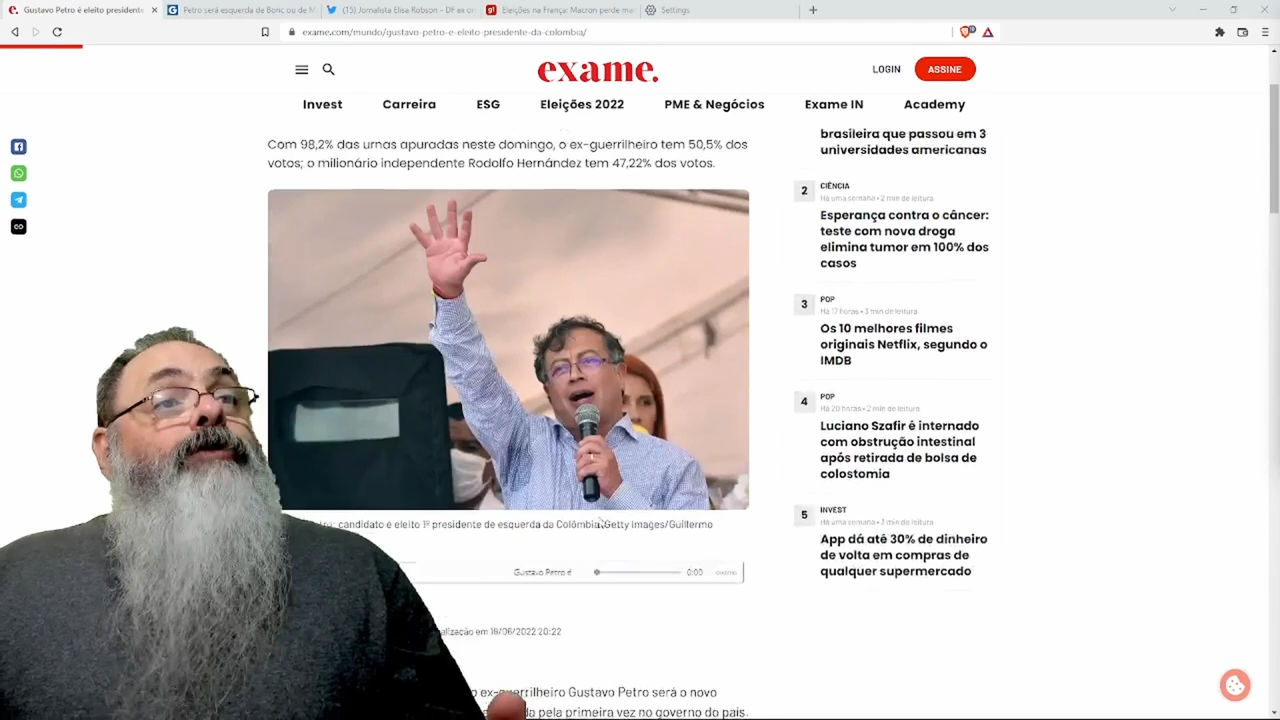 Gustavo Petro é eleito presidente
Petro será esquerda de Boric ou de M
(15) Jornalista Elisa Robson - DF ex on
Eleições na França: Macron perde ma
Settings
exame.com/mundo/gustavo-petro-e-eleito-presidente-da-colombia/
exame.
LOGIN
ASSINE
Invest
Carreira
ESG
Eleições 2022
PME & Negócios
Exame IN
Academy
Com 98,2% das urnas apuradas neste domingo, o ex-guerrilheiro tem 50,5% dos
votos; o milionário independente Rodolfo Hernández tem 47,22% dos votos.
candidato é eleito 1º presidente de esquerda da Colômbia Getty Images/Guillermo
Gustavo Petro é
0:00
alização em 19/06/2022 20:22
ex-guerrilheiro Gustavo Petro será o novo
da pela primeira vez no governo do país.
brasileira que passou em 3
universidades americanas
2
CIÊNCIA
Há uma semana • 2 min de leitura
Esperança contra o câncer:
teste com nova droga
elimina tumor em 100% dos
casos
3
POP
Há 17 horas • 3 min de leitura
Os 10 melhores filmes
originais Netflix, segundo o
IMDB
4
POP
Há 20 horas • 2 min de leitura
Luciano Szafir é internado
com obstrução intestinal
após retirada de bolsa de
colostomia
5
INVEST
Há uma semana • 3 min de leitura
App dá até 30% de dinheiro
de volta em compras de
qualquer supermercado